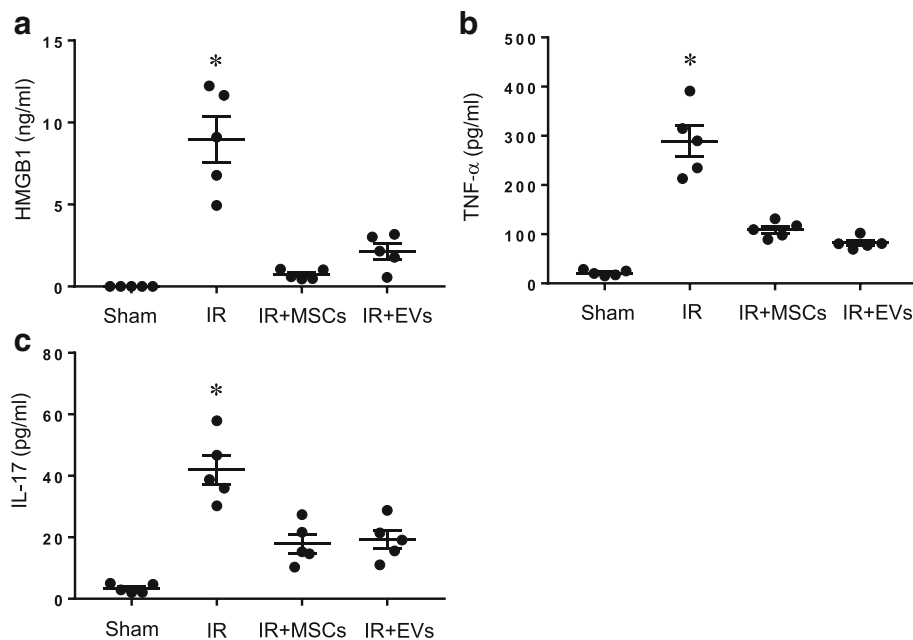 a
HMGB1 (ng/ml)
15
10
5
0
*
Sham IR IR+MSCs IR+EVs
b
TNF-α (pg/ml)
500
400
300
200
100
0
*
Sham IR IR+MSCs IR+EVs
c
IL-17 (pg/ml)
80
60
40
20
0
*
Sham IR IR+MSCs IR+EVs